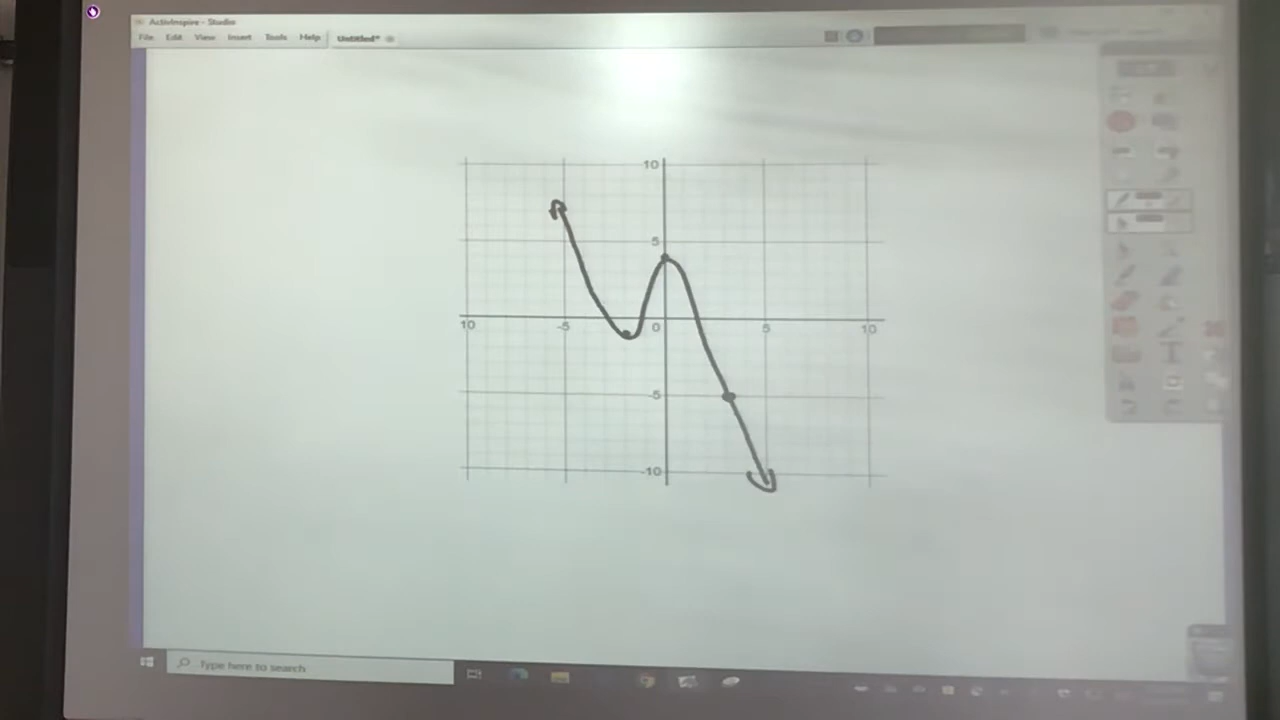 ActivInspire - Studio
File Edit View Insert Tools Help Untitled*
10
5
10 -5 0 5 10
-5
-10
Type here to search